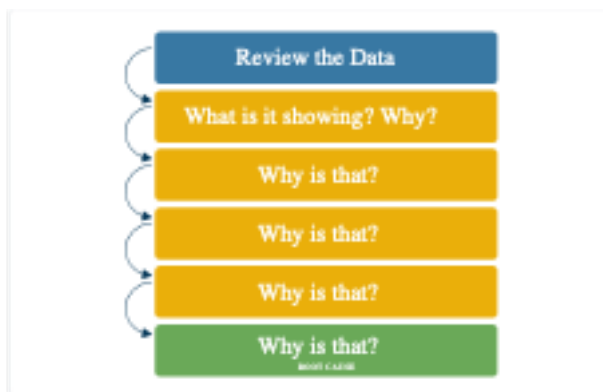 Review the Data
What is it showing? Why?
Why is that?
Why is that?
Why is that?
Why is that?
ROOT CAUSE